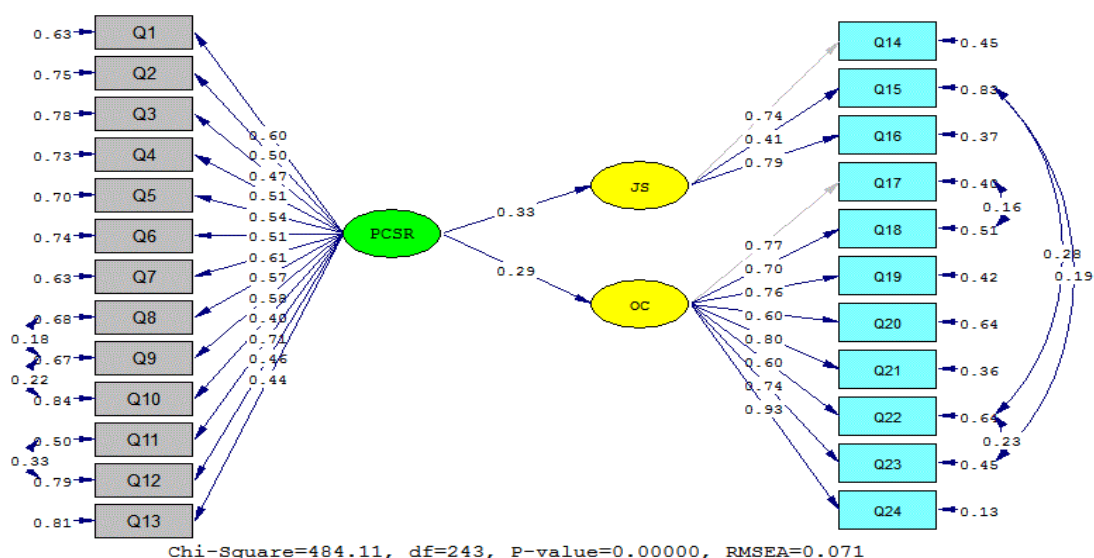 0.63 Q1
0.75 Q2
0.78 Q3
0.73 Q4
0.70 Q5
0.74 Q6
0.63 Q7
0.68 Q8
0.18
0.67 Q9
0.22
0.84 Q10
0.50 Q11
0.33
0.79 Q12
0.81 Q13
0.60
0.50
0.47
0.51
0.54
0.51
0.61
0.57
0.58
0.40
0.71
0.46
0.44
PCSR
0.33
0.29
JS
OC
0.74
0.41
0.79
0.77
0.70
0.76
0.60
0.80
0.60
0.74
0.93
Q14 0.45
Q15 0.83
Q16 0.37
Q17 0.40
0.16
Q18 0.51
0.28
0.19
Q19 0.42
Q20 0.64
Q21 0.36
Q22 0.64
0.23
Q23 0.45
Q24 0.13
Chi-Square=484.11, df=243, P-value=0.00000, RMSEA=0.071